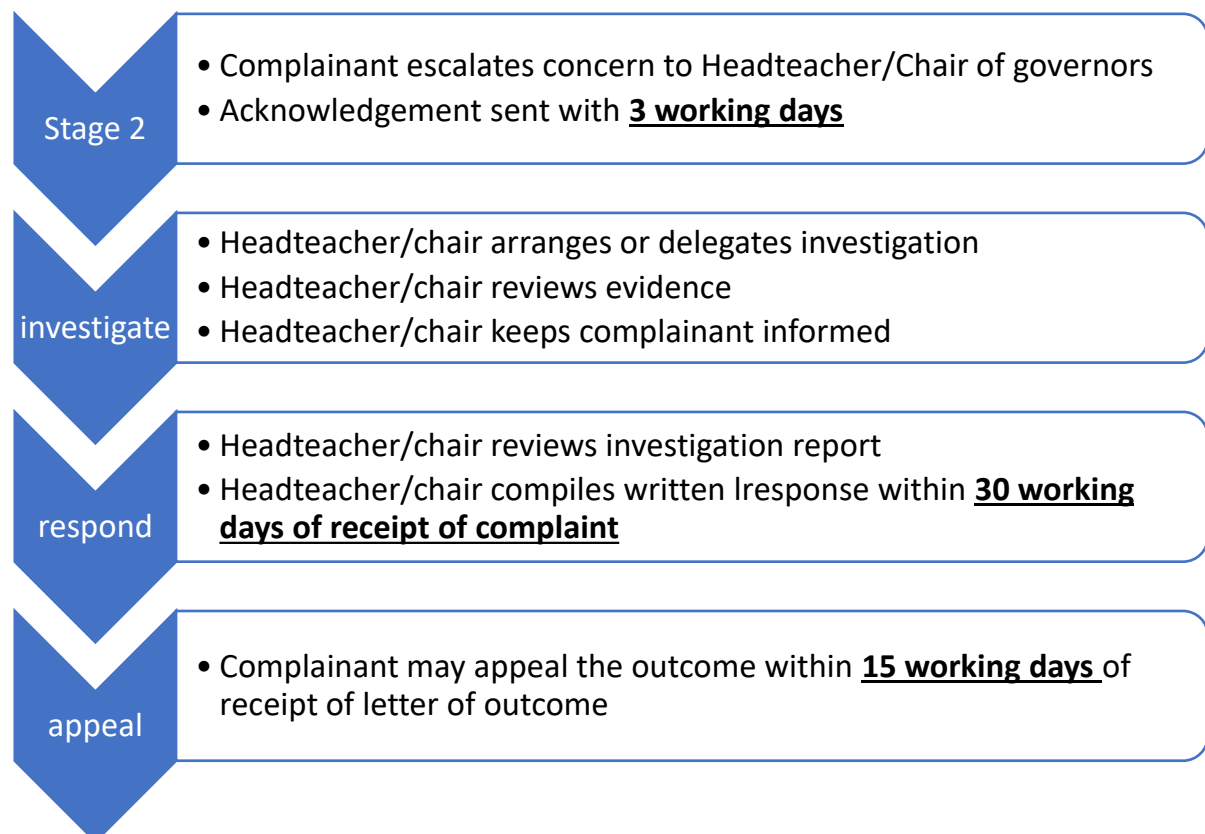 Stage 2
• Complainant escalates concern to Headteacher/Chair of governors
• Acknowledgement sent with 3 working days
investigate
• Headteacher/chair arranges or delegates investigation
• Headteacher/chair reviews evidence
• Headteacher/chair keeps complainant informed
respond
• Headteacher/chair reviews investigation report
• Headteacher/chair compiles written lresponse within 30 working
days of receipt of complaint
appeal
• Complainant may appeal the outcome within 15 working days of
receipt of letter of outcome